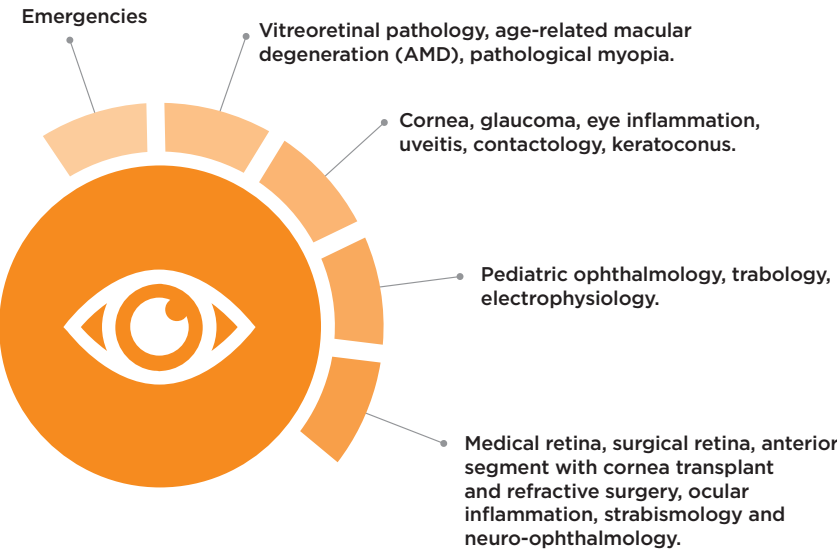 Emergencies
Vitreoretinal pathology, age-related macular
degeneration (AMD), pathological myopia.
Cornea, glaucoma, eye inflammation,
uveitis, contactology, keratoconus.
Pediatric ophthalmology, trabology,
electrophysiology.
Medical retina, surgical retina, anterior
segment with cornea transplant
and refractive surgery, ocular
inflammation, strabismology and
neuro-ophthalmology.